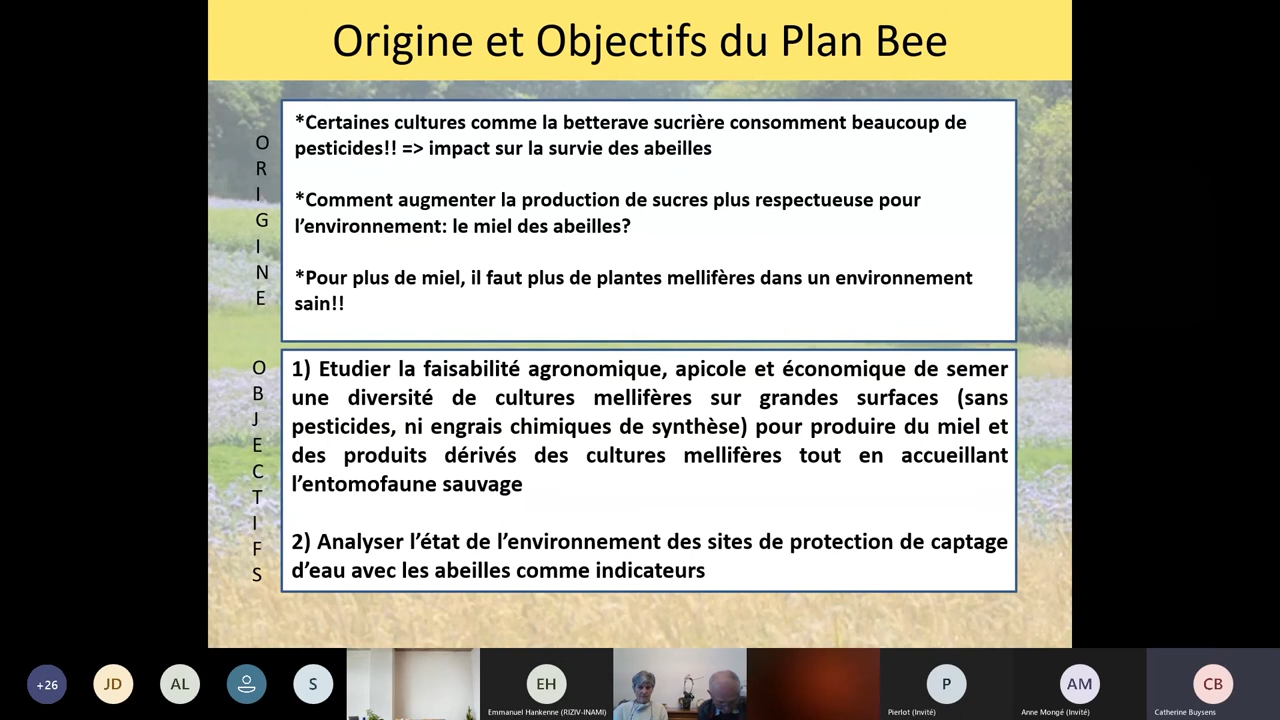 Origine et Objectifs du Plan Bee
O
R
I
G
I
N
E
*Certaines cultures comme la betterave sucrière consomment beaucoup de
pesticides!! => impact sur la survie des abeilles
*Comment augmenter la production de sucres plus respectueuse pour
l’environnement: le miel des abeilles?
*Pour plus de miel, il faut plus de plantes mellifères dans un environnement
sain!!
O
B
J
E
C
T
I
F
S
1) Etudier la faisabilité agronomique, apicole et économique de semer
une diversité de cultures mellifères sur grandes surfaces (sans
pesticides, ni engrais chimiques de synthèse) pour produire du miel et
des produits dérivés des cultures mellifères tout en accueillant
l’entomofaune sauvage
2) Analyser l’état de l’environnement des sites de protection de captage
d’eau avec les abeilles comme indicateurs
+26
JD
AL
S
EH
Emmanuel Hankenne (RIZIV-INAMI)
P
Pierlot (Invité)
AM
Anne Mongé (Invité)
CB
Catherine Buysens